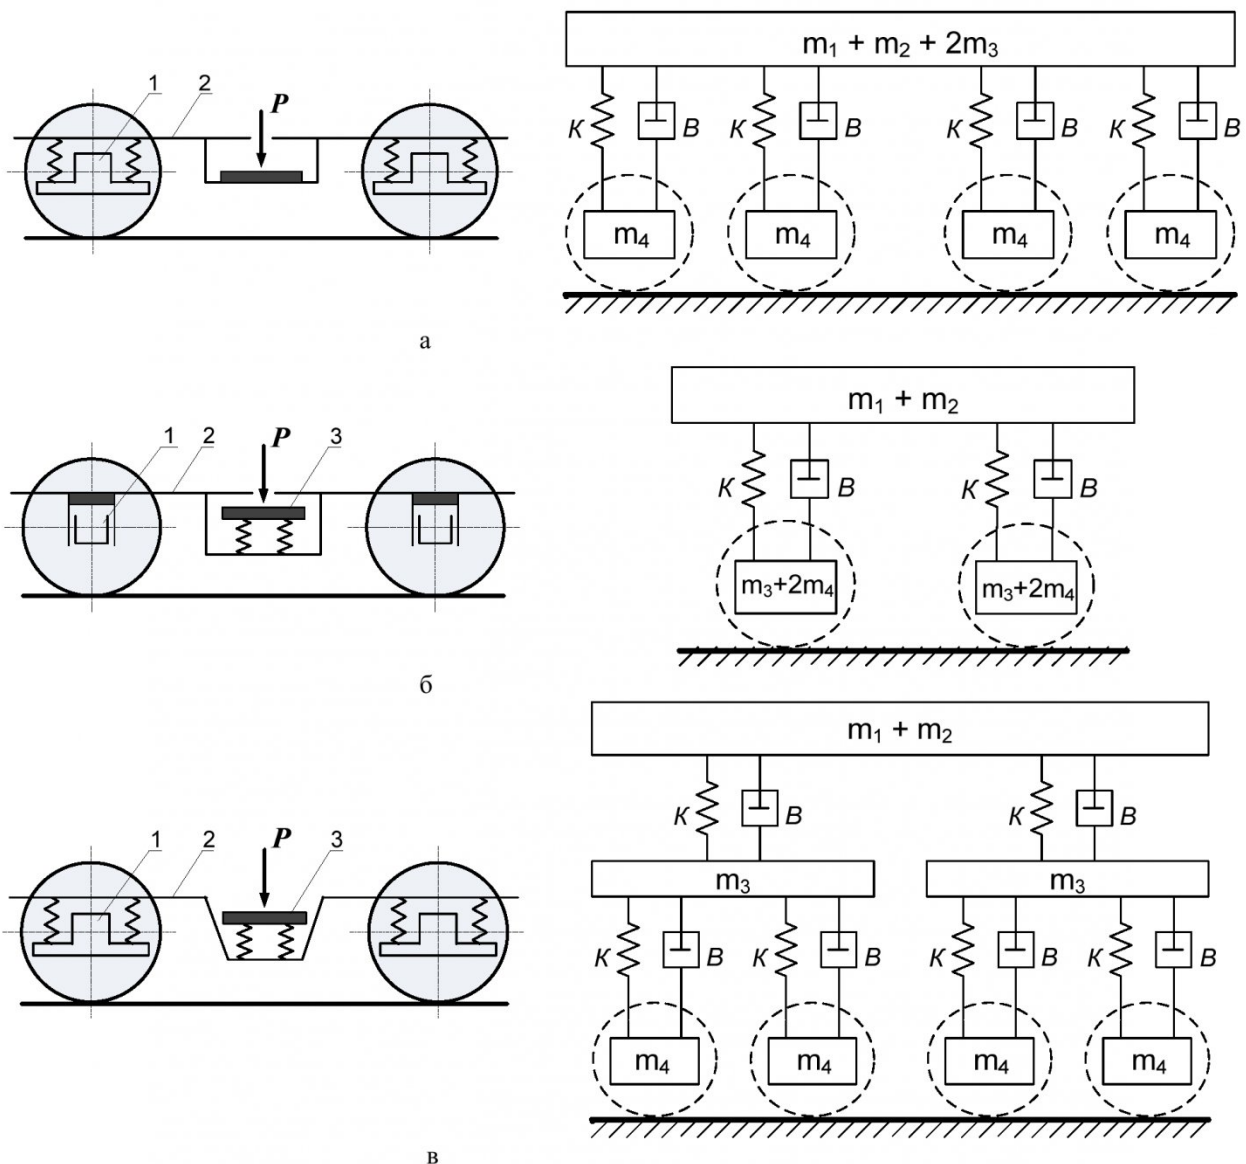 1 2 P
m₁ + m₂ + 2m₃
К В К В К В К В
m₄ m₄ m₄ m₄
а
1 2 P 3
m₁ + m₂
К В К В
m₃+2m₄ m₃+2m₄
б
1 2 P 3
m₁ + m₂
К В К В
m₃ m₃
К В К В К В К В
m₄ m₄ m₄ m₄
в